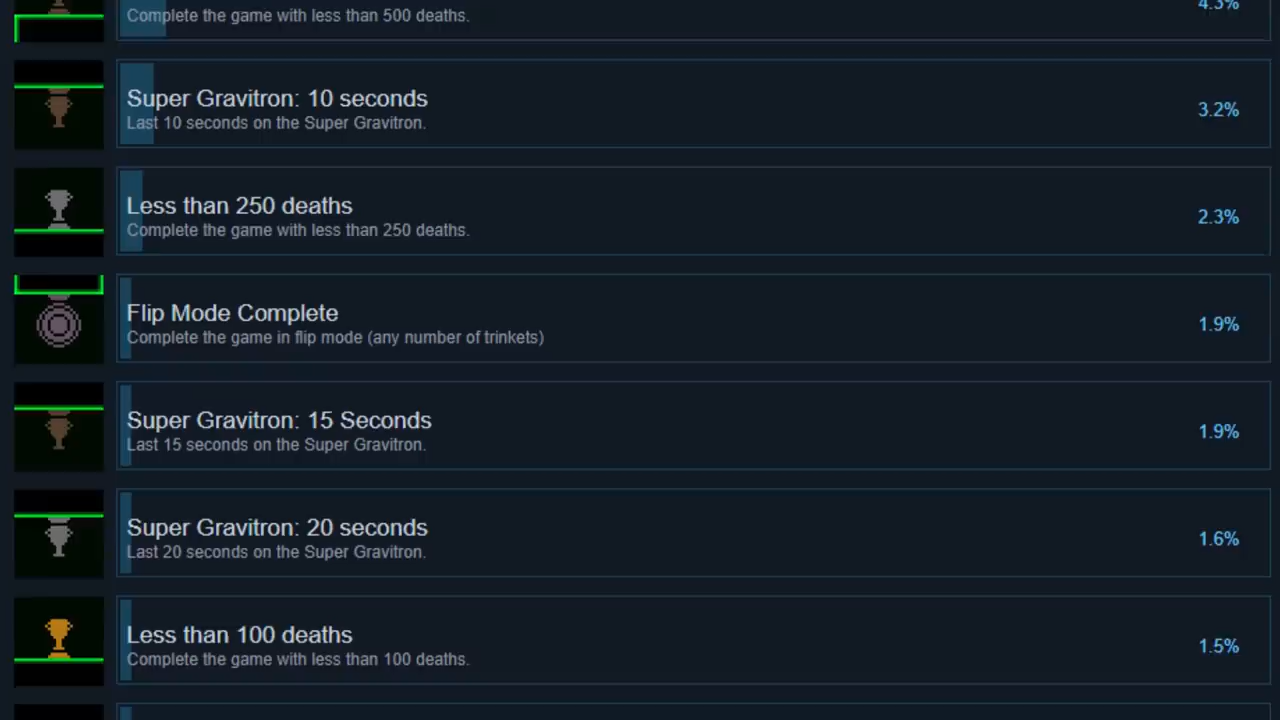 Complete the game with less than 500 deaths.
4.3%
Super Gravitron: 10 seconds
Last 10 seconds on the Super Gravitron.
3.2%
Less than 250 deaths
Complete the game with less than 250 deaths.
2.3%
Flip Mode Complete
Complete the game in flip mode (any number of trinkets)
1.9%
Super Gravitron: 15 Seconds
Last 15 seconds on the Super Gravitron.
1.9%
Super Gravitron: 20 seconds
Last 20 seconds on the Super Gravitron.
1.6%
Less than 100 deaths
Complete the game with less than 100 deaths.
1.5%